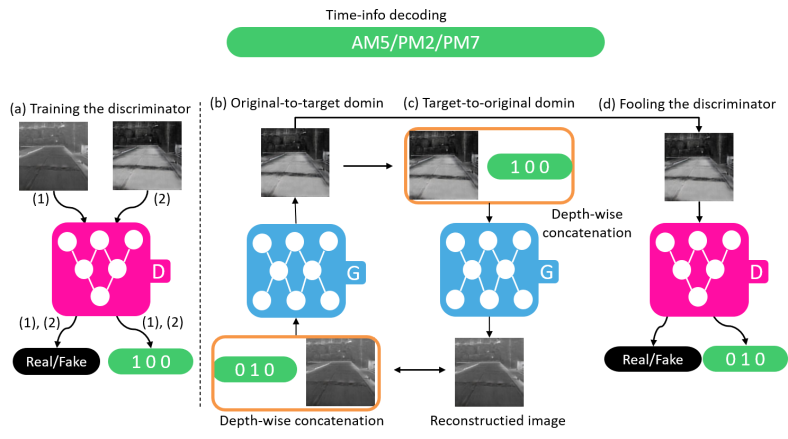 Time-info decoding
AM5/PM2/PM7
(a) Training the discriminator
(b) Original-to-target domin
(c) Target-to-original domin
(d) Fooling the discriminator
(1)
(2)
1 0 0
Depth-wise
concatenation
D
G
G
D
(1), (2)
(1), (2)
Real/Fake
1 0 0
0 1 0
Real/Fake
0 1 0
Depth-wise concatenation
Reconstructied image